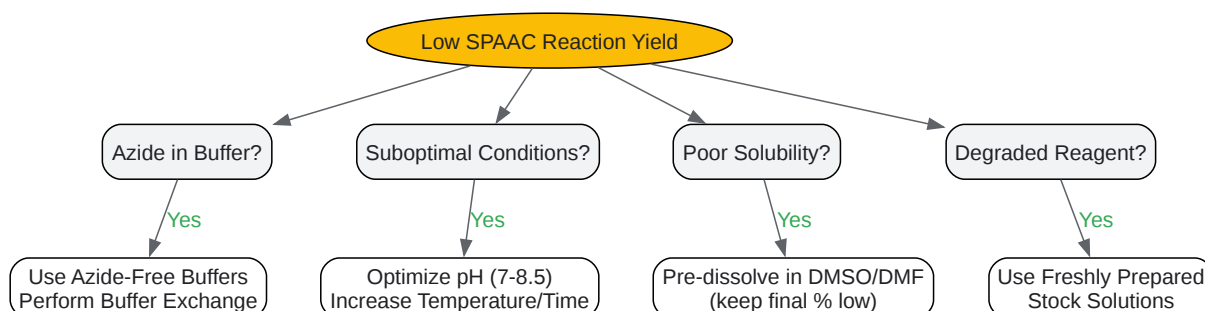 Low SPAAC Reaction Yield
Azide in Buffer?
Suboptimal Conditions?
Poor Solubility?
Degraded Reagent?
Yes
Yes
Yes
Yes
Use Azide-Free Buffers
Perform Buffer Exchange
Optimize pH (7-8.5)
Increase Temperature/Time
Pre-dissolve in DMSO/DMF
(keep final % low)
Use Freshly Prepared
Stock Solutions